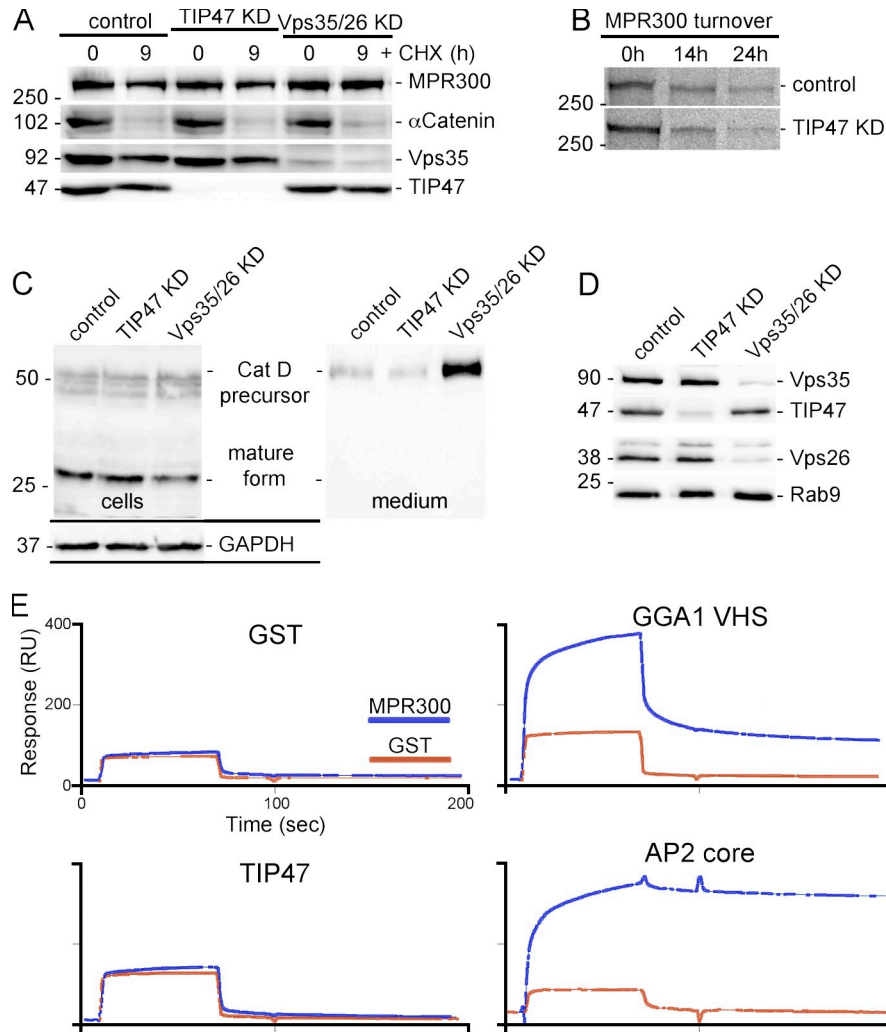 A
control TIP47 KD Vps35/26 KD
0 9 0 9 0 9 + CHX (h)
- MPR300
250 -
102 - - αCatenin
92 - - Vps35
47 - - TIP47
B
MPR300 turnover
0h 14h 24h
- control
250 -
- TIP47 KD
250 -
C
control TIP47 KD Vps35/26 KD
control TIP47 KD Vps35/26 KD
50 - - Cat D -
precursor
mature
25 - - form -
cells medium
37 - - GAPDH
D
control TIP47 KD Vps35/26 KD
90 - - Vps35
47 - - TIP47
38 - - Vps26
25 -
- Rab9
E
GST
Response (RU)
400
200
0
MPR300
GST
0 100 200
Time (sec)
GGA1 VHS
TIP47
AP2 core